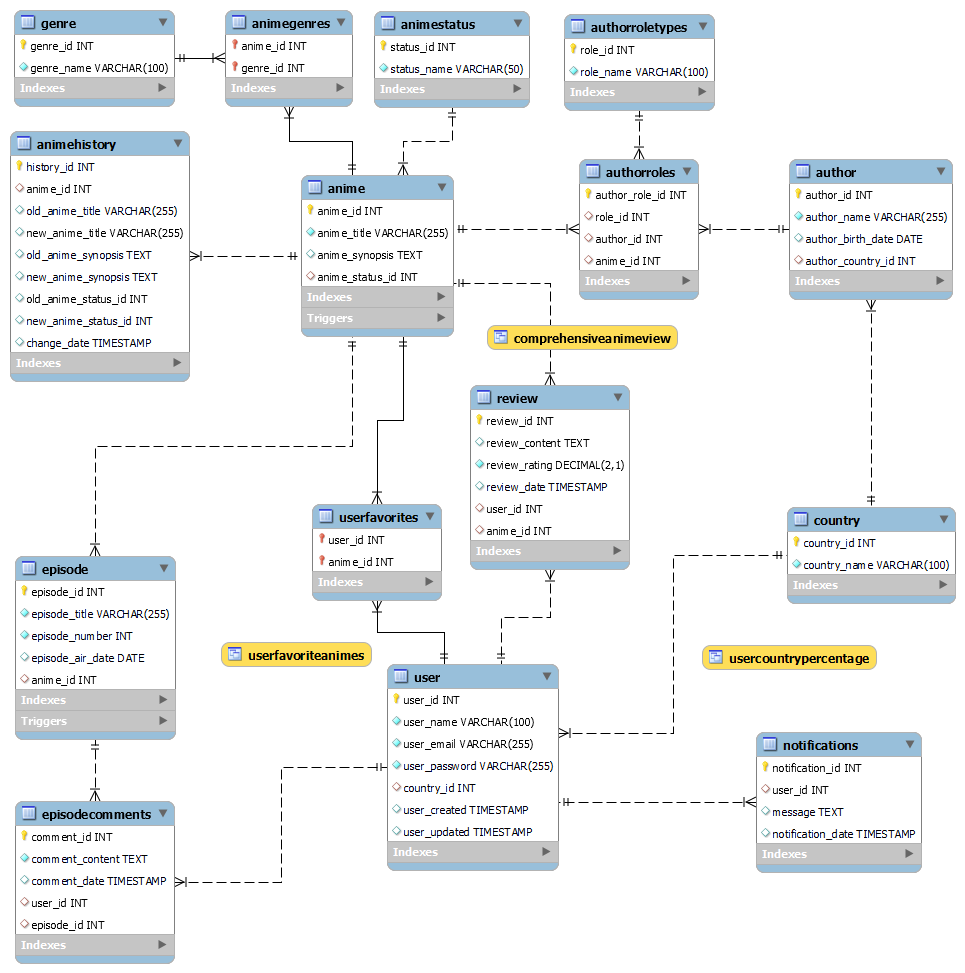 genre
genre_id INT
genre_name VARCHAR(100)
Indexes
animegenres
anime_id INT
genre_id INT
Indexes
animestatus
status_id INT
status_name VARCHAR(50)
Indexes
authorroletypes
role_id INT
role_name VARCHAR(100)
Indexes
animehistory
history_id INT
anime_id INT
old_anime_title VARCHAR(255)
new_anime_title VARCHAR(255)
old_anime_synopsis TEXT
new_anime_synopsis TEXT
old_anime_status_id INT
new_anime_status_id INT
change_date TIMESTAMP
Indexes
anime
anime_id INT
anime_title VARCHAR(255)
anime_synopsis TEXT
anime_status_id INT
Indexes
Triggers
authorroles
author_role_id INT
role_id INT
author_id INT
anime_id INT
Indexes
author
author_id INT
author_name VARCHAR(255)
author_birth_date DATE
author_country_id INT
Indexes
comprehensiveanimeview
review
review_id INT
review_content TEXT
review_rating DECIMAL(2,1)
review_date TIMESTAMP
user_id INT
anime_id INT
Indexes
userfavorites
user_id INT
anime_id INT
Indexes
country
country_id INT
country_name VARCHAR(100)
Indexes
episode
episode_id INT
episode_title VARCHAR(255)
episode_number INT
episode_air_date DATE
anime_id INT
Indexes
Triggers
userfavoriteanimes
usercountrypercentage
user
user_id INT
user_name VARCHAR(100)
user_email VARCHAR(255)
user_password VARCHAR(255)
country_id INT
user_created TIMESTAMP
user_updated TIMESTAMP
Indexes
notifications
notification_id INT
user_id INT
message TEXT
notification_date TIMESTAMP
Indexes
episodecomments
comment_id INT
comment_content TEXT
comment_date TIMESTAMP
user_id INT
episode_id INT
Indexes